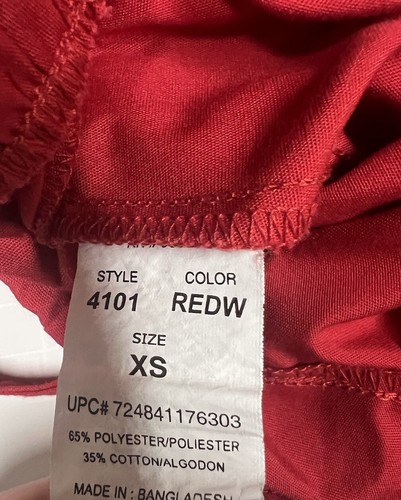 STYLE COLOR
4101 REDW
SIZE
XS
UPC# 724841176303
65% POLYESTER/POLIESTER
35% COTTON/ALGODON
MADE IN : BANGLADESH